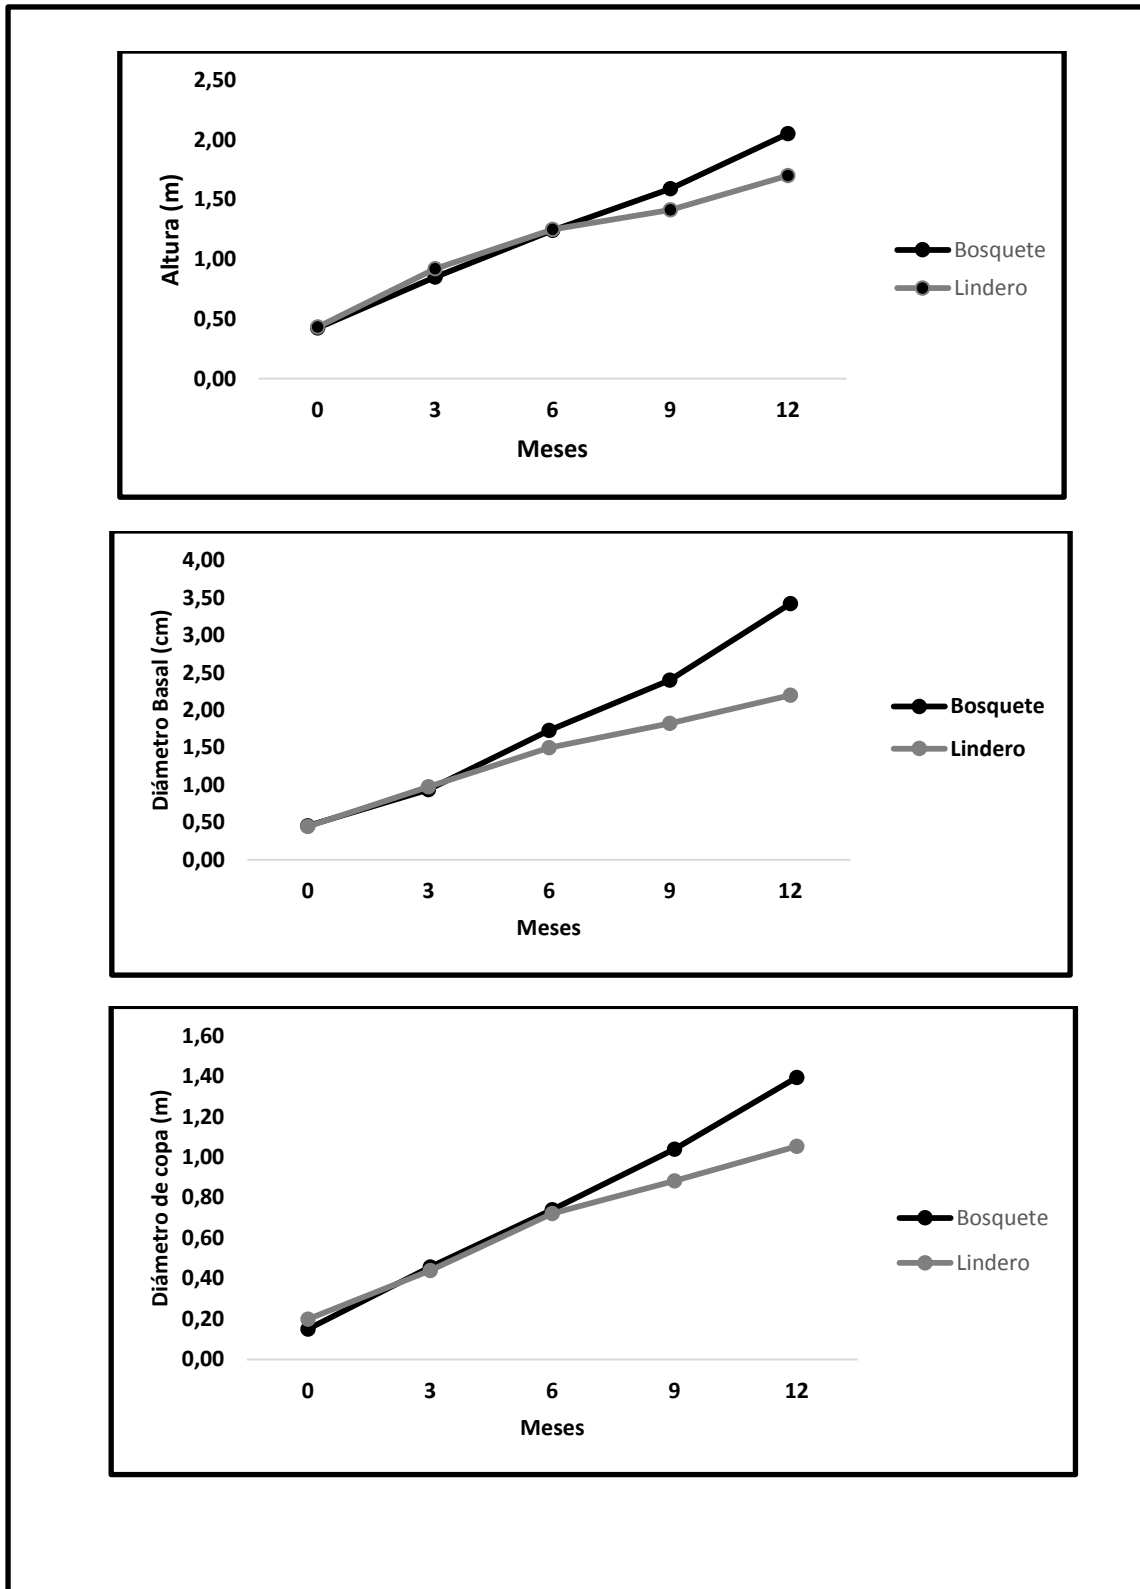 2,50
2,00
1,50
1,00
0,50
0,00
Altura (m)
0 3 6 9 12
Meses
Bosquete
Lindero
4,00
3,50
3,00
2,50
2,00
1,50
1,00
0,50
0,00
Diámetro Basal (cm)
0 3 6 9 12
Meses
Bosquete
Lindero
1,60
1,40
1,20
1,00
0,80
0,60
0,40
0,20
0,00
Diámetro de copa (m)
0 3 6 9 12
Meses
Bosquete
Lindero